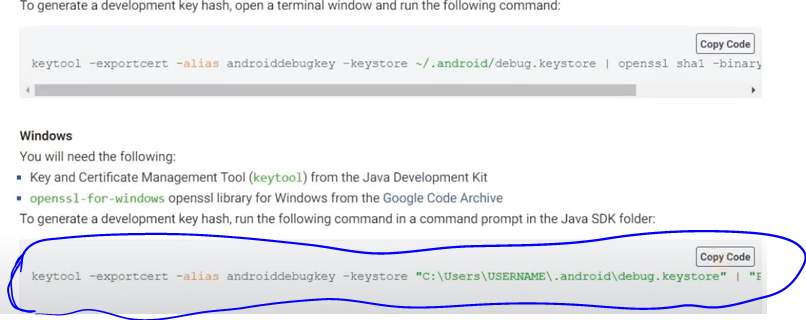 To generate a development key hash, open a terminal window and run the following command:
Copy Code
keytool -exportcert -alias androiddebugkey -keystore ~/.android/debug.keystore | openssl sha1 -binary
Windows
You will need the following:
Key and Certificate Management Tool (keytool) from the Java Development Kit
openssl-for-windows openssl library for Windows from the Google Code Archive
To generate a development key hash, run the following command in a command prompt in the Java SDK folder:
Copy Code
keytool -exportcert -alias androiddebugkey -keystore "C:\Users\USERNAME\.android\debug.keystore" | "